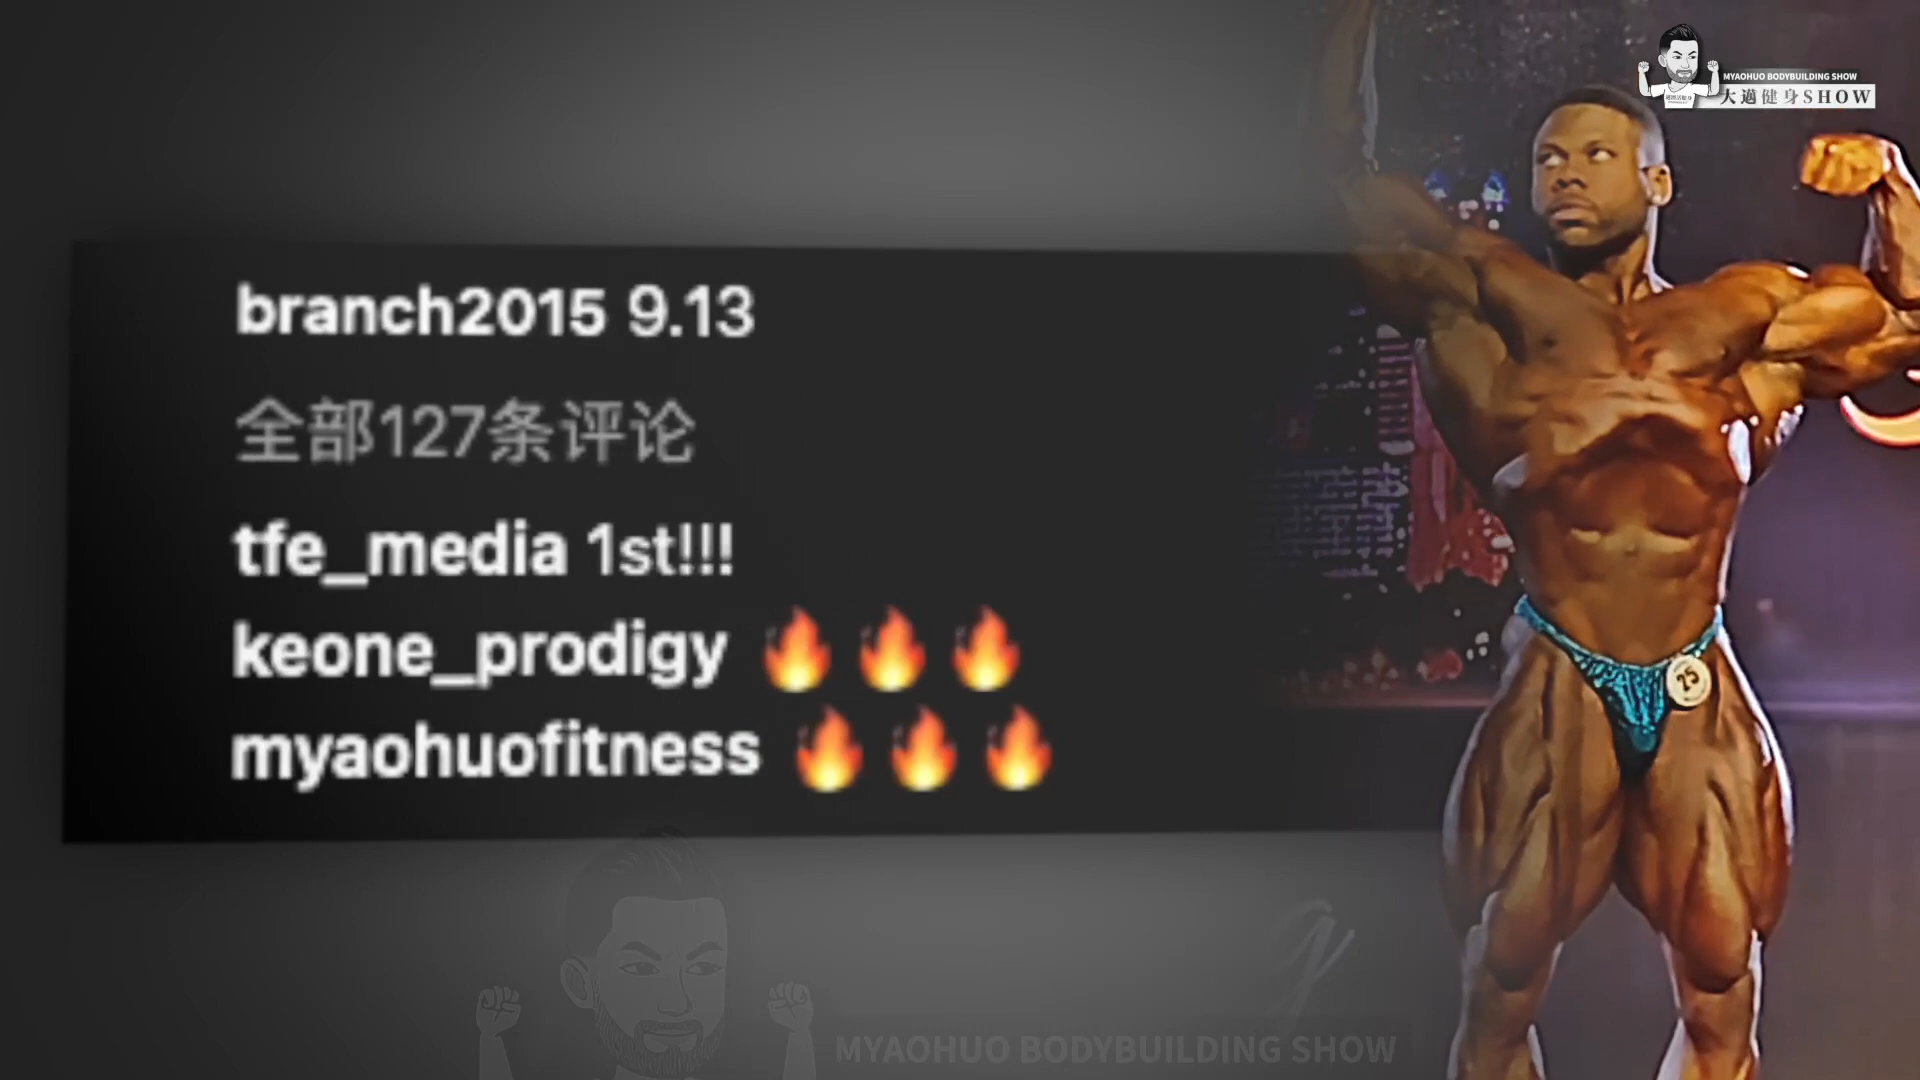 MYAOHUO BODYBUILDING SHOW
大邁健身SHOW
branch2015 9.13
全部127条评论
tfe_media 1st!!!
keone_prodigy 🔥🔥🔥
myaohuofitness 🔥🔥🔥
25
MYAOHUO BODYBUILDING SHOW